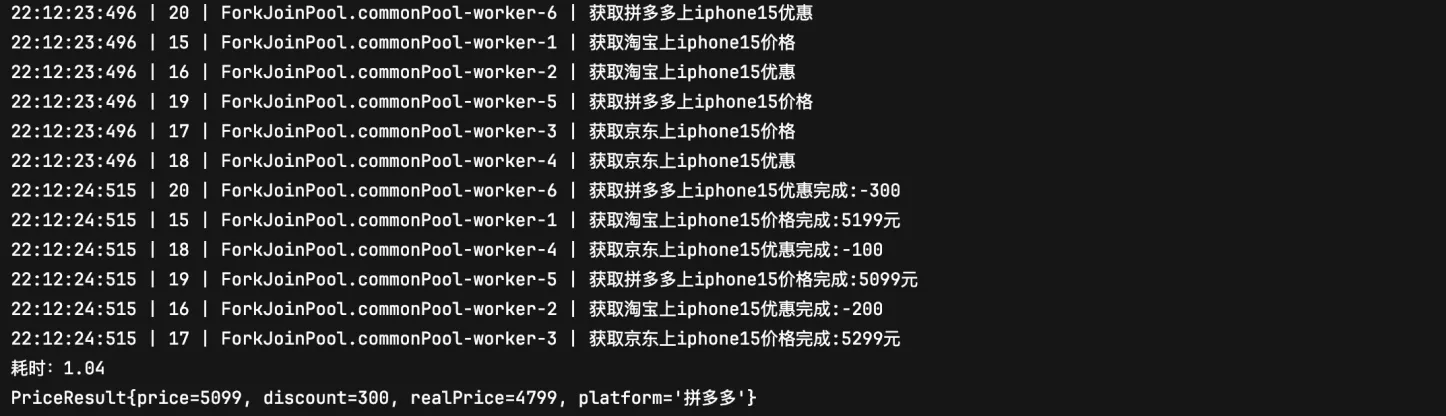 22:12:23:496 | 20 | ForkJoinPool.commonPool-worker-6 | 获取拼多多上iphone15优惠
22:12:23:496 | 15 | ForkJoinPool.commonPool-worker-1 | 获取淘宝上iphone15价格
22:12:23:496 | 16 | ForkJoinPool.commonPool-worker-2 | 获取淘宝上iphone15优惠
22:12:23:496 | 19 | ForkJoinPool.commonPool-worker-5 | 获取拼多多上iphone15价格
22:12:23:496 | 17 | ForkJoinPool.commonPool-worker-3 | 获取京东上iphone15价格
22:12:23:496 | 18 | ForkJoinPool.commonPool-worker-4 | 获取京东上iphone15优惠
22:12:24:515 | 20 | ForkJoinPool.commonPool-worker-6 | 获取拼多多上iphone15优惠完成:-300
22:12:24:515 | 15 | ForkJoinPool.commonPool-worker-1 | 获取淘宝上iphone15价格完成:5199元
22:12:24:515 | 18 | ForkJoinPool.commonPool-worker-4 | 获取京东上iphone15优惠完成:-100
22:12:24:515 | 19 | ForkJoinPool.commonPool-worker-5 | 获取拼多多上iphone15价格完成:5099元
22:12:24:515 | 16 | ForkJoinPool.commonPool-worker-2 | 获取淘宝上iphone15优惠完成:-200
22:12:24:515 | 17 | ForkJoinPool.commonPool-worker-3 | 获取京东上iphone15价格完成:5299元
耗时：1.04
PriceResult{price=5099, discount=300, realPrice=4799, platform='拼多多'}